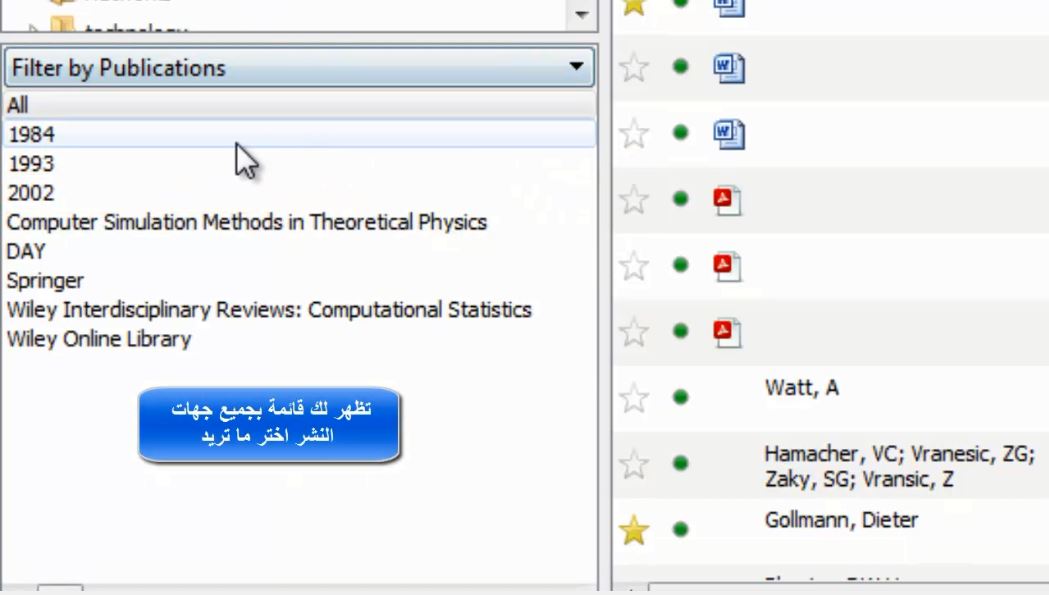 technology
Filter by Publications
All
1984
1993
2002
Computer Simulation Methods in Theoretical Physics
DAY
Springer
Wiley Interdisciplinary Reviews: Computational Statistics
Wiley Online Library
تظهر لك قائمة بجميع جهات
النشر اختر ما تريد
Watt, A
Hamacher, VC; Vranesic, ZG;
Zaky, SG; Vransic, Z
Gollmann, Dieter